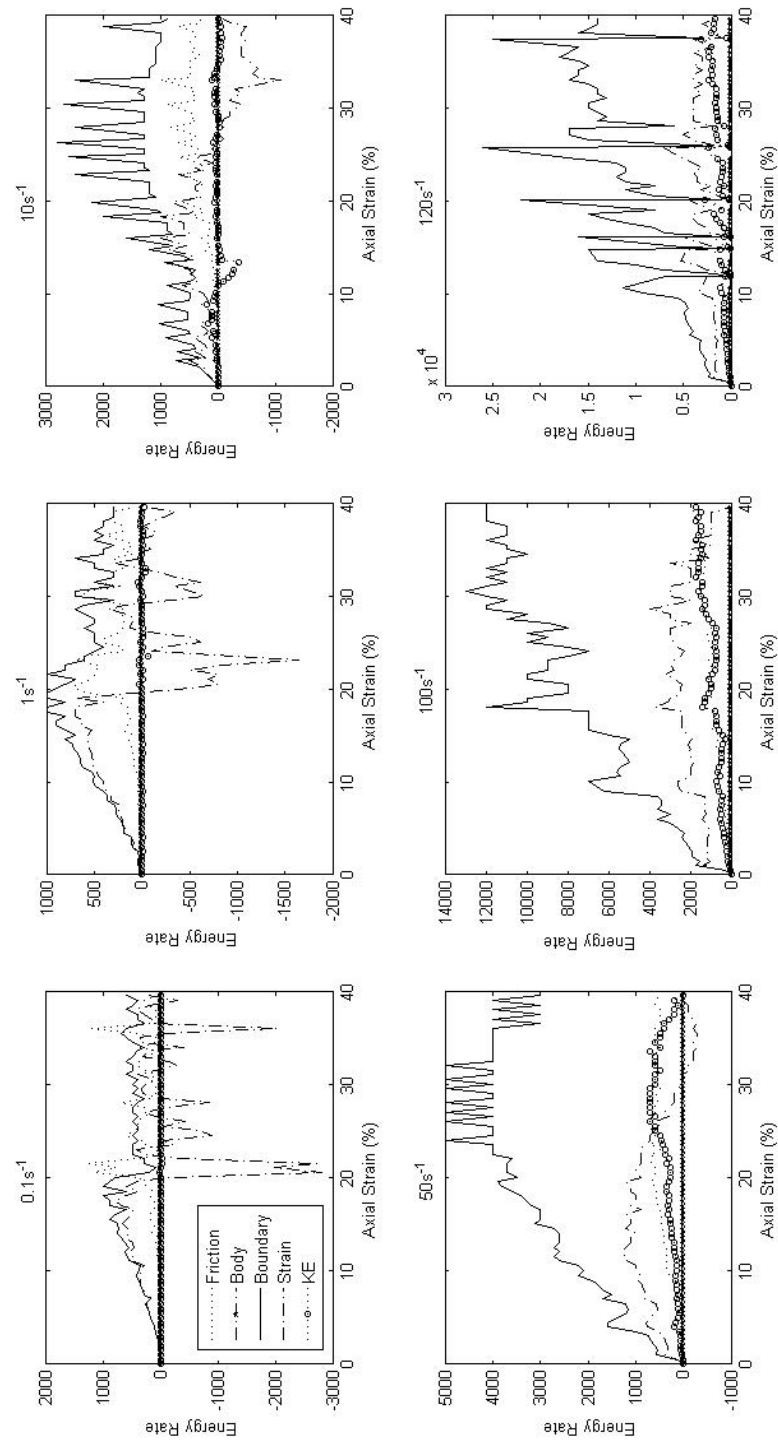 0.1s⁻¹
2000
1000
0
-1000
-2000
-3000
Energy Rate
0 10 20 30 40
Axial Strain (%)
Friction
Body
Boundary
Strain
KE
1s⁻¹
1000
500
0
-500
-1000
-1500
-2000
Energy Rate
0 10 20 30 40
Axial Strain (%)
10s⁻¹
3000
2000
1000
0
-1000
-2000
Energy Rate
0 10 20 30 40
Axial Strain (%)
50s⁻¹
5000
4000
3000
2000
1000
0
-1000
Energy Rate
0 10 20 30 40
Axial Strain (%)
100s⁻¹
14000
12000
10000
8000
6000
4000
2000
0
Energy Rate
0 10 20 30 40
Axial Strain (%)
x 10⁴
120s⁻¹
3
2.5
2
1.5
1
0.5
0
Energy Rate
0 10 20 30 40
Axial Strain (%)